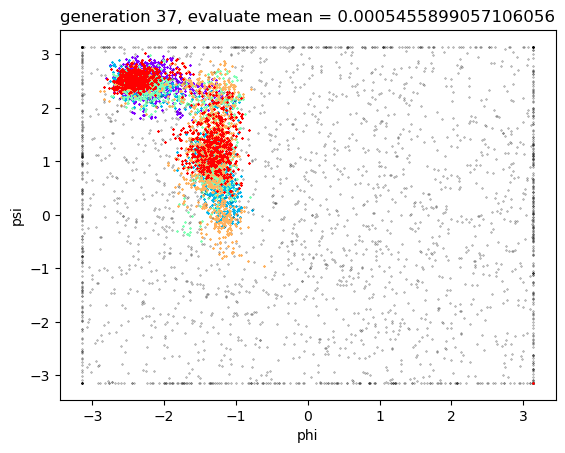 generation 37, evaluate mean = 0.0005455899057106056
3
2
1
0
−1
−2
−3
psi
−3 −2 −1 0 1 2 3
phi